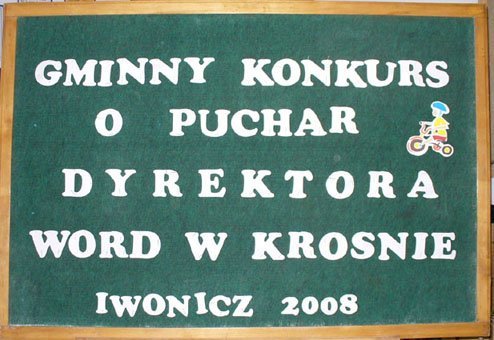 GMINNY KONKURS
O PUCHAR
DYREKTORA
WORD W KROSNIE
IWONICZ 2008